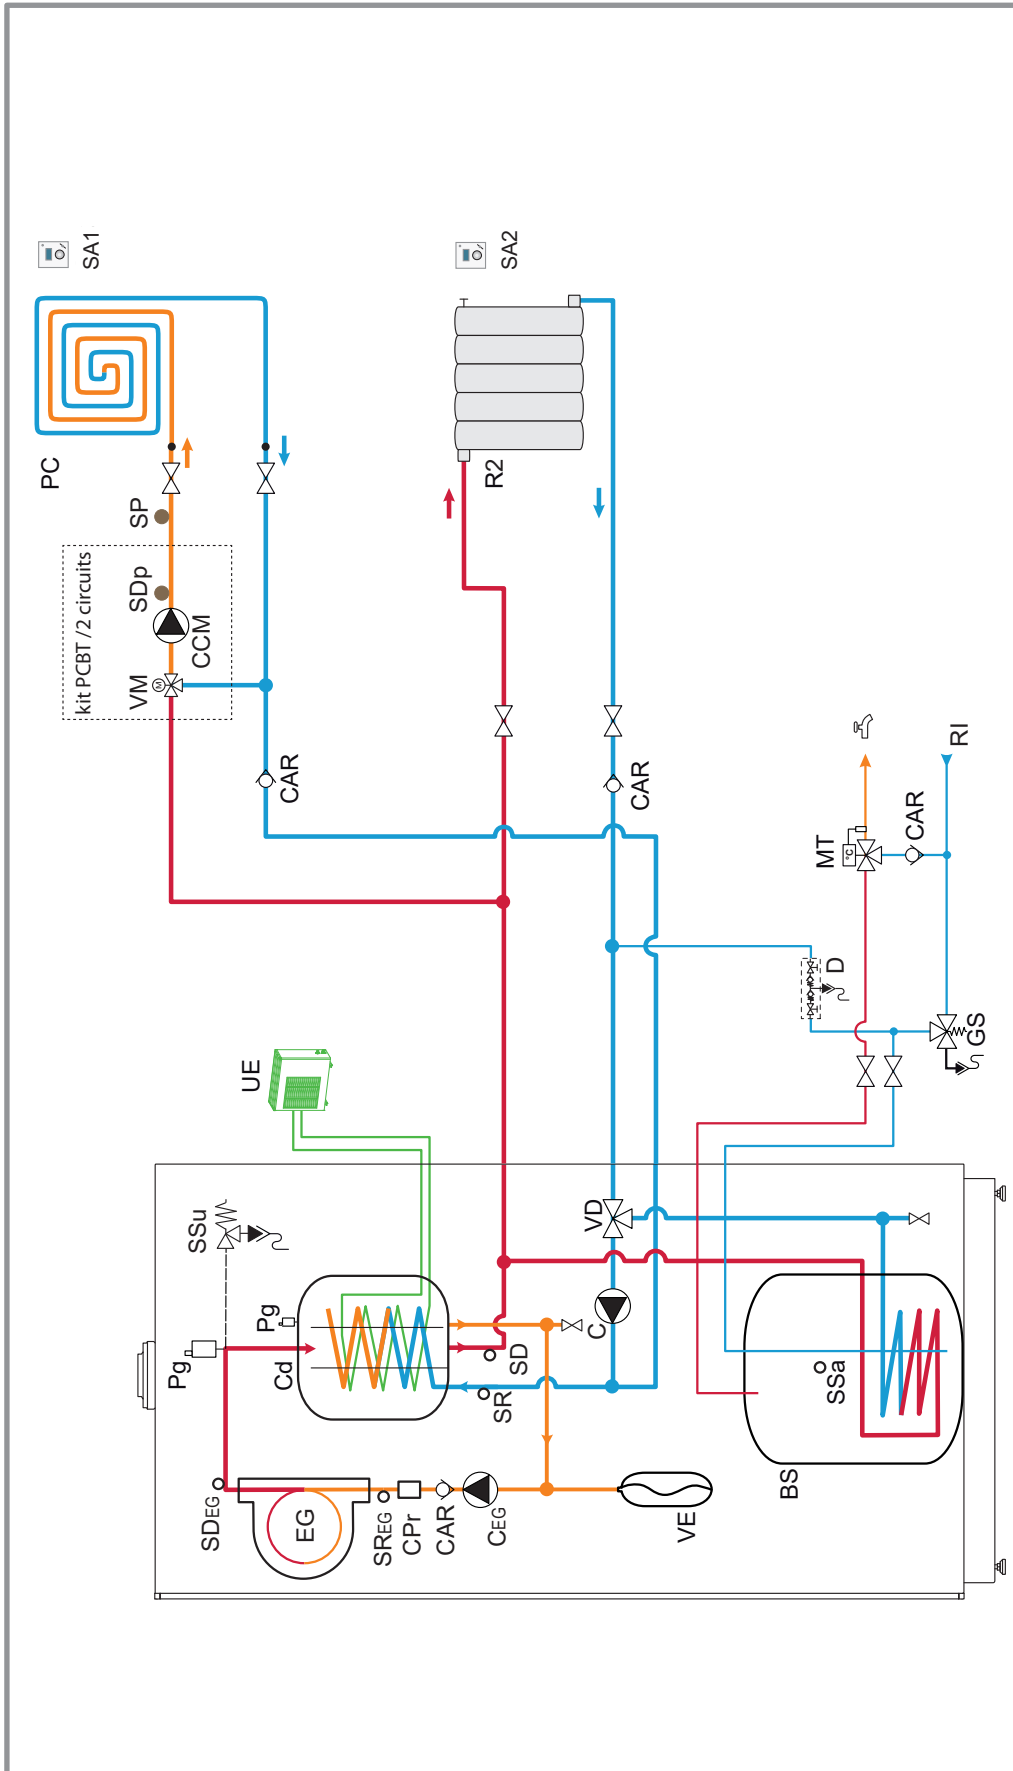 SA1
PC
SP
kit PCBT /2 circuits
SDp
CCM
VM
M
CAR
SA2
R2
CAR
RI
CAR
MT
°C
D
GS
UE
SSu
Pg
Pg
Cd
VD
C
SD
SR
SSa
BS
SDEG
EG
SREG
CPr
CAR
CEG
VE